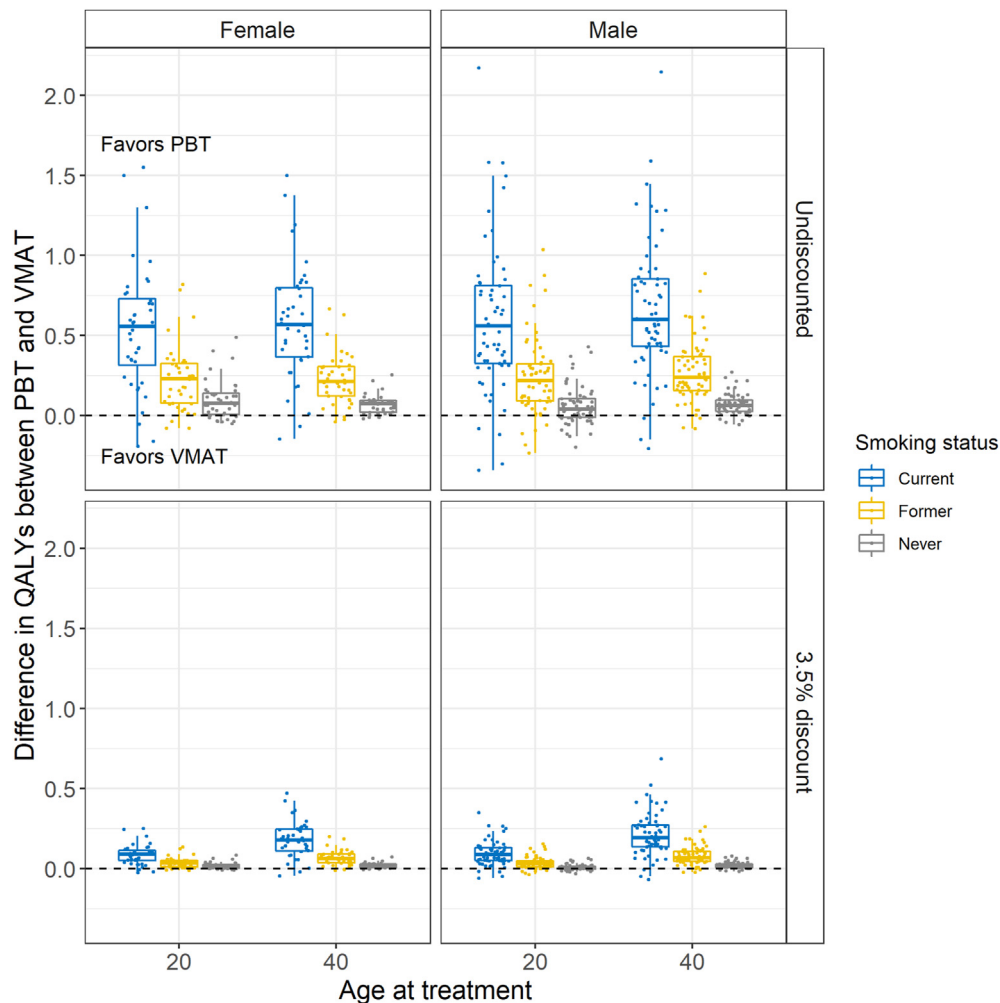 Female
Male
Difference in QALYs between PBT and VMAT
2.0
1.5
1.0
0.5
0.0
Favors PBT
Favors VMAT
Undiscounted
2.0
1.5
1.0
0.5
0.0
3.5% discount
20
40
20
40
Age at treatment
Smoking status
Current
Former
Never